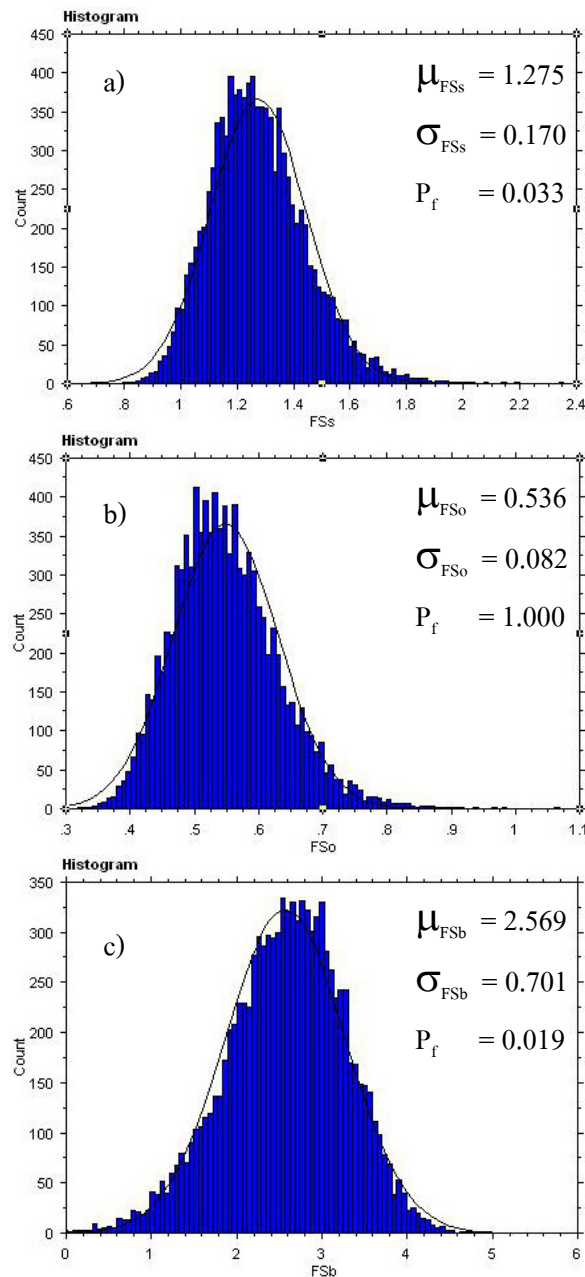 Histogram
450
400
350
300
250
200
150
100
50
0
Count
a)
μFSs = 1.275
σFSs = 0.170
Pf = 0.033
.6 .8 1 1.2 1.4 1.6 1.8 2 2.2 2.4
FSs
Histogram
450
400
350
300
250
200
150
100
50
0
Count
b)
μFSo = 0.536
σFSo = 0.082
Pf = 1.000
.3 .4 .5 .6 .7 .8 .9 1 1.1
FSo
Histogram
350
300
250
200
150
100
50
0
Count
c)
μFSb = 2.569
σFSb = 0.701
Pf = 0.019
0 1 2 3 4 5 6
FSb